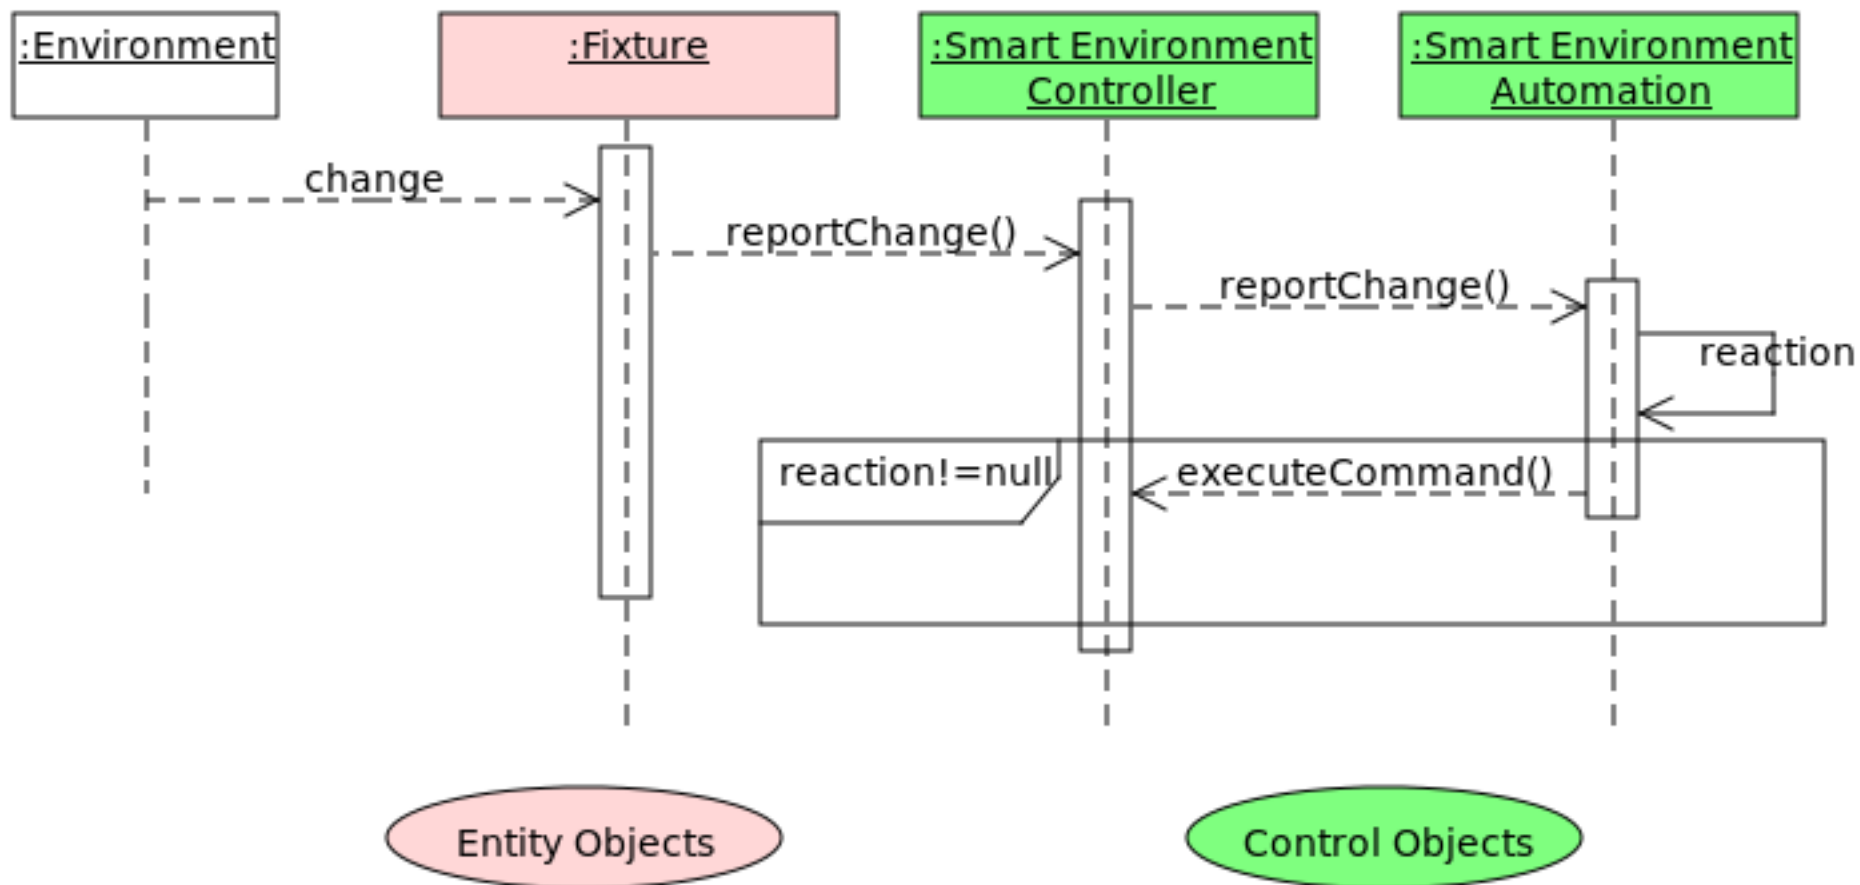 :Environment
:Fixture
:Smart Environment
Controller
:Smart Environment
Automation
change
reportChange()
reportChange()
reaction
reaction!=null
executeCommand()
Entity Objects
Control Objects